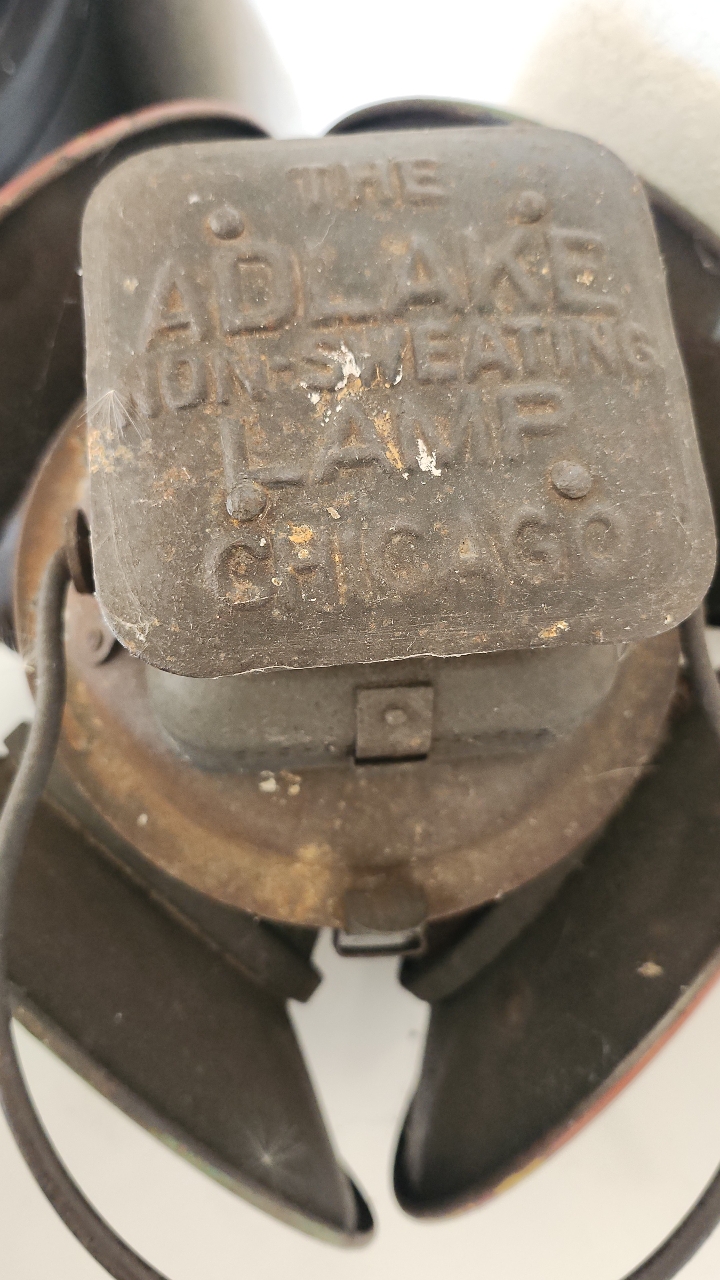 THE
ADLAKE
NON-SWEATING
LAMP
CHICAGO